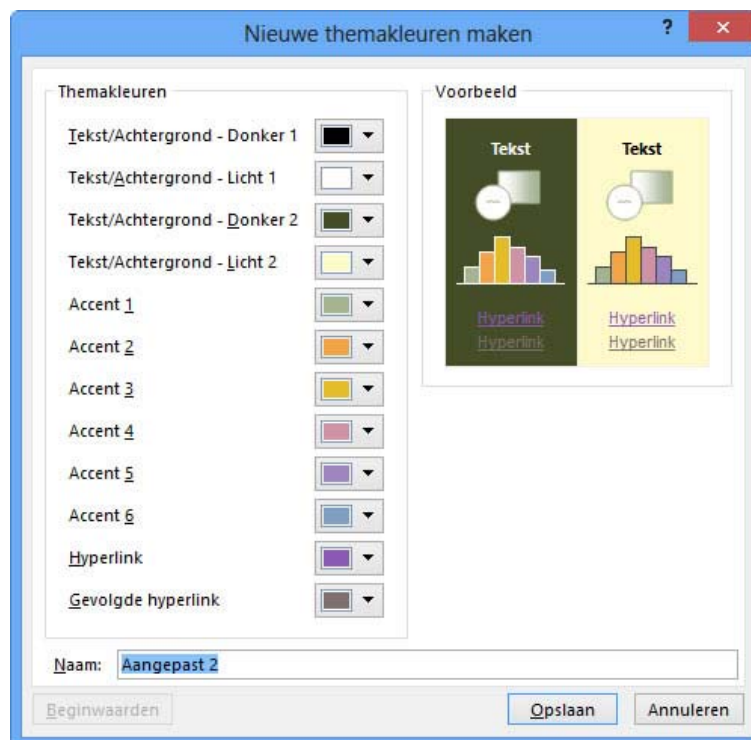 Nieuwe themakleuren maken
?
Themakleuren
Tekst/Achtergrond - Donker 1
Tekst/Achtergrond - Licht 1
Tekst/Achtergrond - Donker 2
Tekst/Achtergrond - Licht 2
Accent 1
Accent 2
Accent 3
Accent 4
Accent 5
Accent 6
Hyperlink
Gevolgde hyperlink
Voorbeeld
Tekst Tekst
Hyperlink Hyperlink
Hyperlink Hyperlink
Naam: Aangepast 2
Beginwaarden Opslaan Annuleren